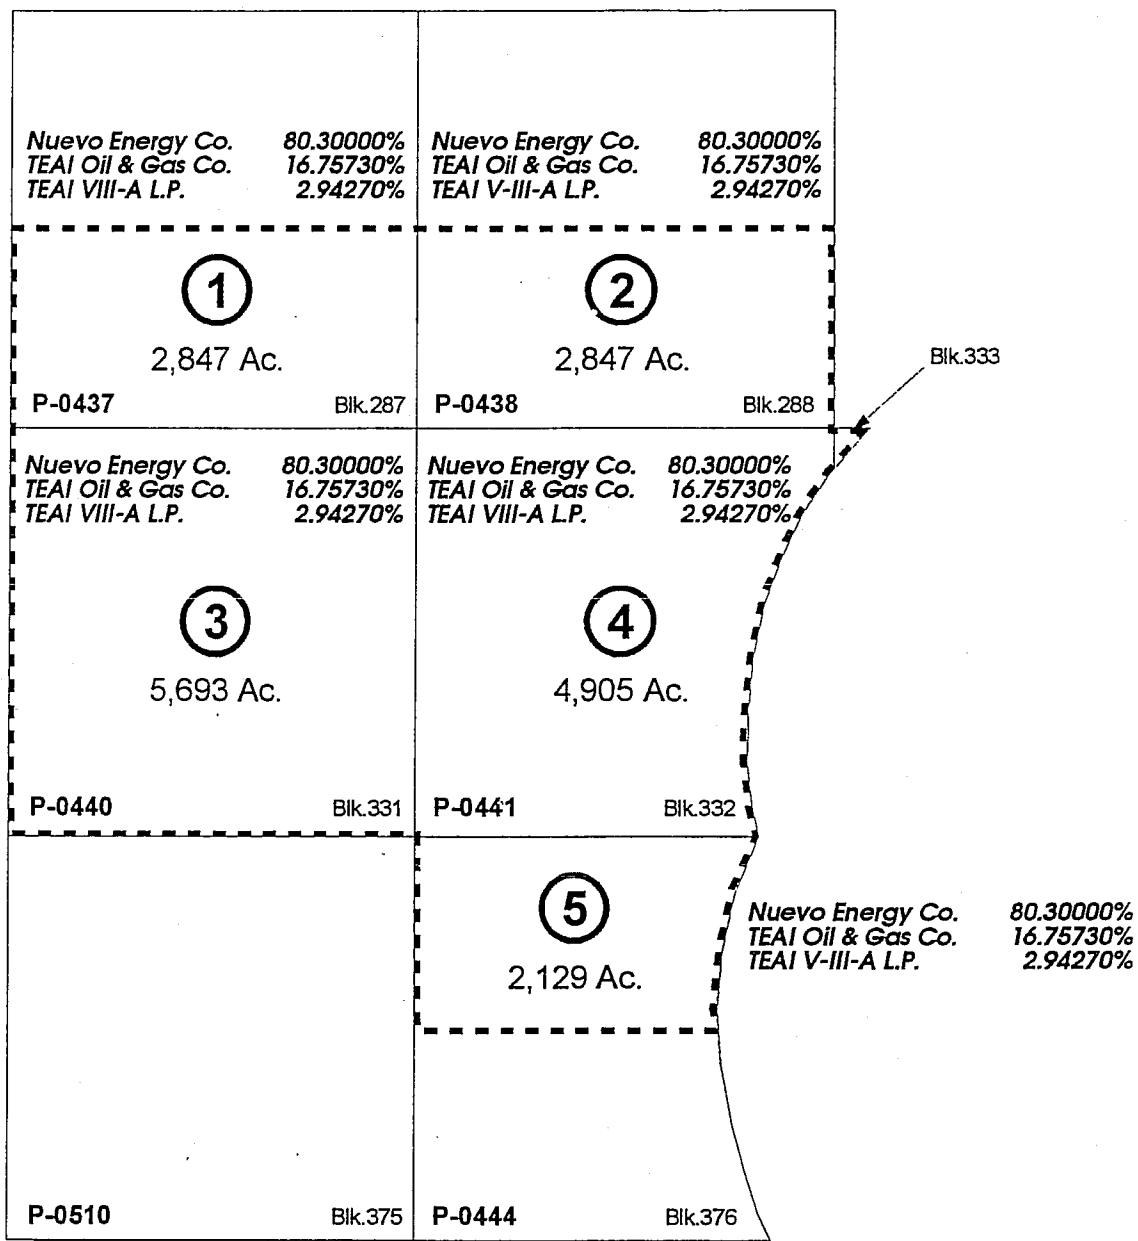 Nuevo Energy Co. 80.30000%
TEAI Oil & Gas Co. 16.75730%
TEAI VIII-A L.P. 2.94270%
Nuevo Energy Co. 80.30000%
TEAI Oil & Gas Co. 16.75730%
TEAI V-III-A L.P. 2.94270%
1
2,847 Ac.
P-0437 Blk.287
2
2,847 Ac.
P-0438 Blk.288
Blk.333
Nuevo Energy Co. 80.30000%
TEAI Oil & Gas Co. 16.75730%
TEAI VIII-A L.P. 2.94270%
Nuevo Energy Co. 80.30000%
TEAI Oil & Gas Co. 16.75730%
TEAI VIII-A L.P. 2.94270%
3
5,693 Ac.
P-0440 Blk.331
4
4,905 Ac.
P-0441 Blk.332
5
2,129 Ac.
Nuevo Energy Co. 80.30000%
TEAI Oil & Gas Co. 16.75730%
TEAI V-III-A L.P. 2.94270%
P-0510 Blk.375
P-0444 Blk.376